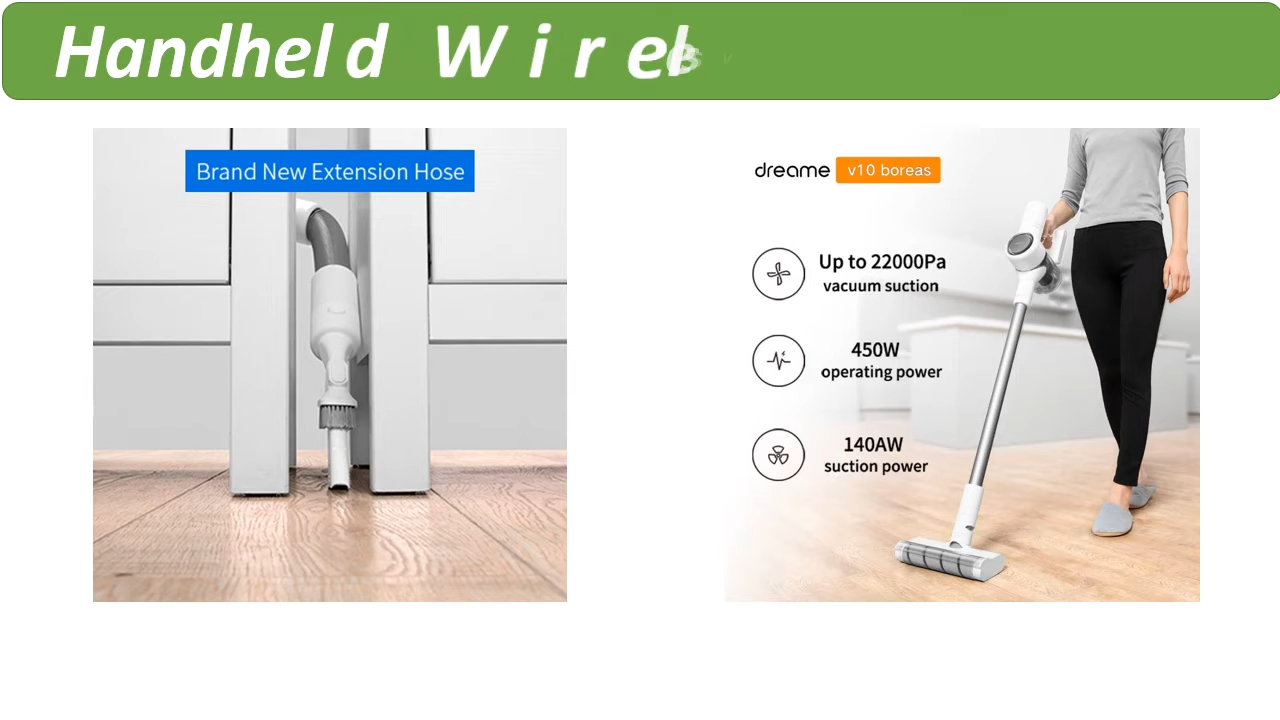 Handheld
Brand New Extension Hose
dreame v10 boreas
Up to 22000Pa
vacuum suction
450W
operating power
140AW
suction power